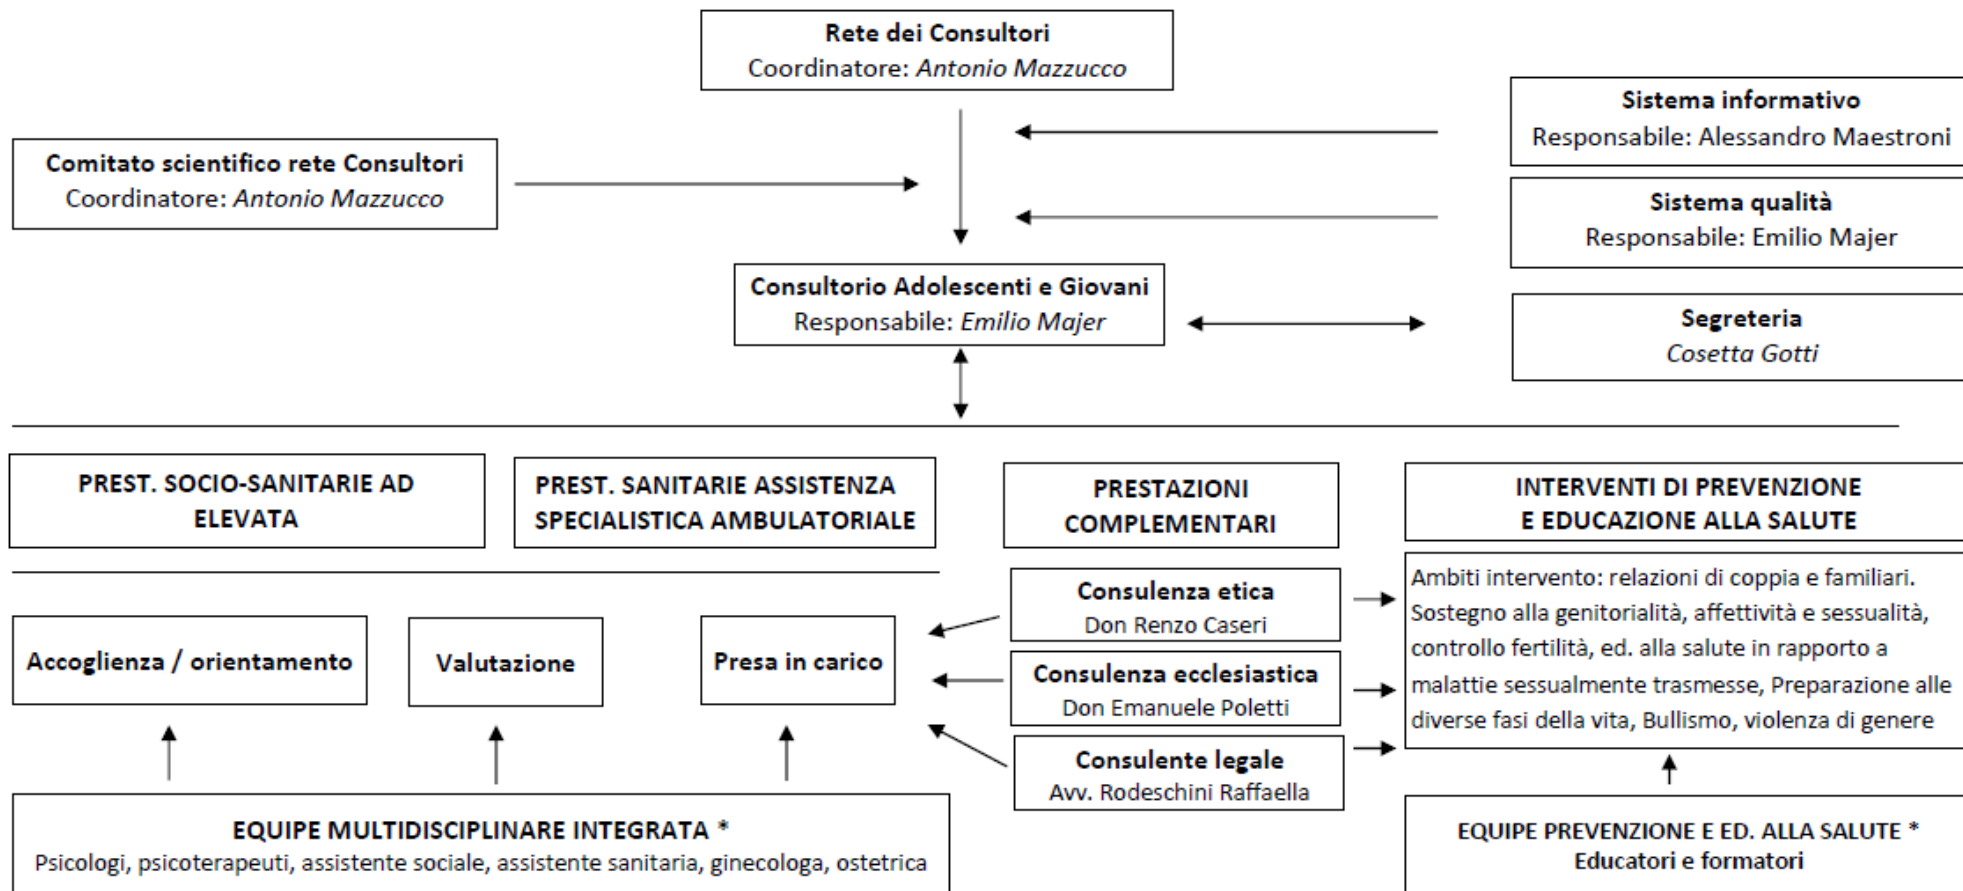 Rete dei Consultori
Coordinatore: Antonio Mazzucco
Sistema informativo
Responsabile: Alessandro Maestroni
Comitato scientifico rete Consultori
Coordinatore: Antonio Mazzucco
Sistema qualità
Responsabile: Emilio Majer
Consultorio Adolescenti e Giovani
Responsabile: Emilio Majer
Segreteria
Cosetta Gotti
PREST. SOCIO-SANITARIE AD
ELEVATA
PREST. SANITARIE ASSISTENZA
SPECIALISTICA AMBULATORIALE
PRESTAZIONI
COMPLEMENTARI
INTERVENTI DI PREVENZIONE
E EDUCAZIONE ALLA SALUTE
Accoglienza / orientamento
Valutazione
Presa in carico
Consulenza etica
Don Renzo Caseri
Consulenza ecclesiastica
Don Emanuele Poletti
Consulente legale
Avv. Rodeschini Raffaella
Ambiti intervento: relazioni di coppia e familiari.
Sostegno alla genitorialità, affettività e sessualità,
controllo fertilità, ed. alla salute in rapporto a
malattie sessualmente trasmesse, Preparazione alle
diverse fasi della vita, Bullismo, violenza di genere
EQUIPE MULTIDISCIPLINARE INTEGRATA *
Psicologi, psicoterapeuti, assistente sociale, assistente sanitaria, ginecologa, ostetrica
EQUIPE PREVENZIONE E ED. ALLA SALUTE *
Educatori e formatori